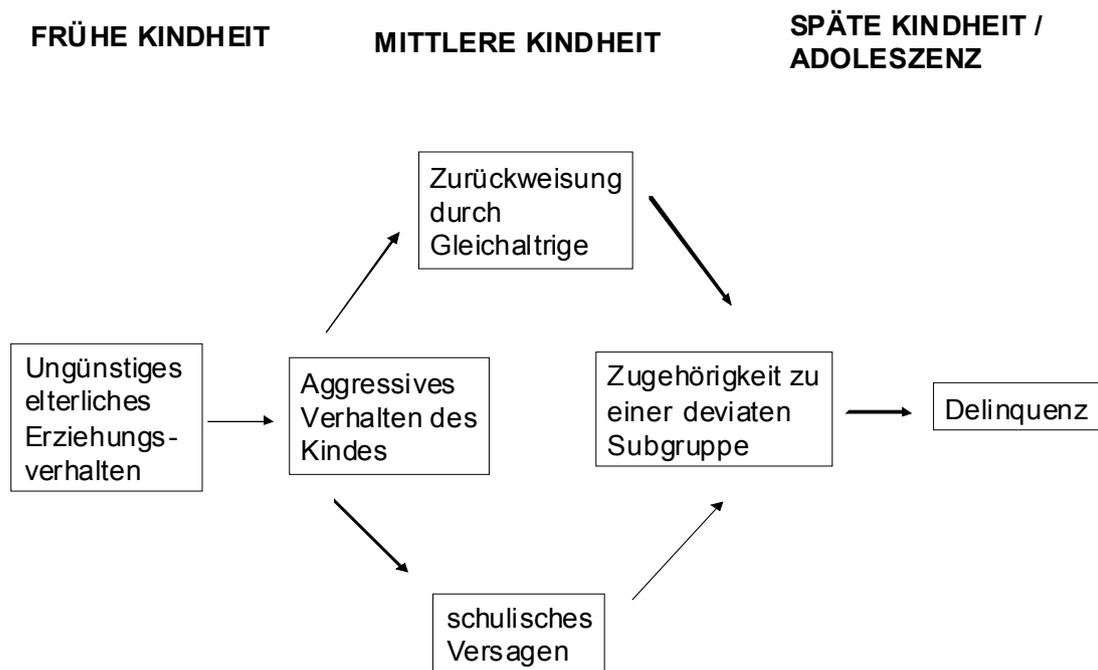 FRÜHE KINDHEIT
MITTLERE KINDHEIT
SPÄTE KINDHEIT /
ADOLESZENZ
Zurückweisung
durch
Gleichaltrige
Ungünstiges
elterliches
Erziehungs-
verhalten
Aggressives
Verhalten des
Kindes
Zugehörigkeit zu
einer deviaten
Subgruppe
Delinquenz
schulisches
Versagen